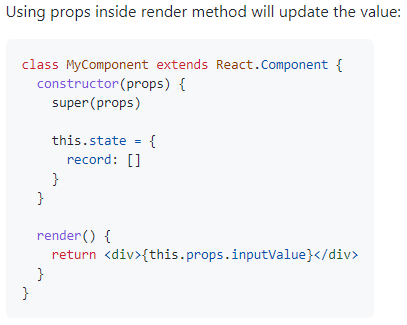 Using props inside render method will update the value:
class MyComponent extends React.Component {
  constructor(props) {
    super(props)

    this.state = {
      record: []
    }
  }

  render() {
    return <div>{this.props.inputValue}</div>
  }
}